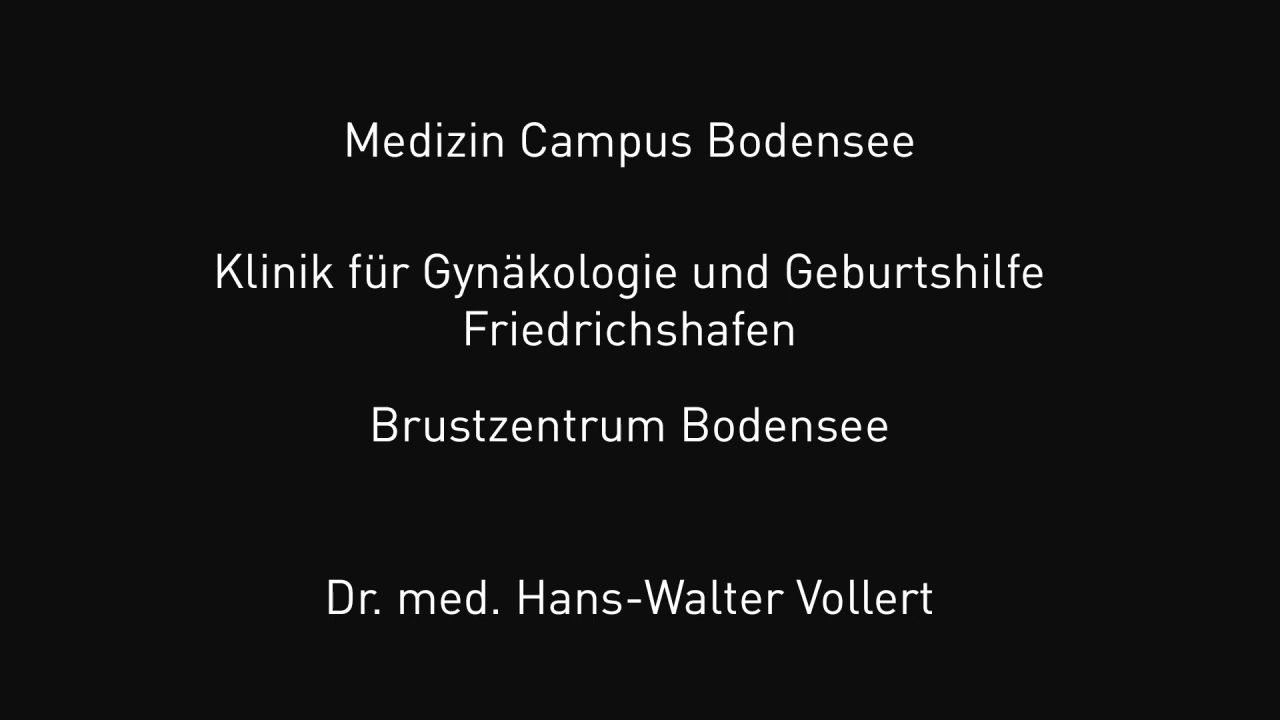 Medizin Campus Bodensee
Klinik für Gynäkologie und Geburtshilfe
Friedrichshafen
Brustzentrum Bodensee
Dr. med. Hans-Walter Vollert